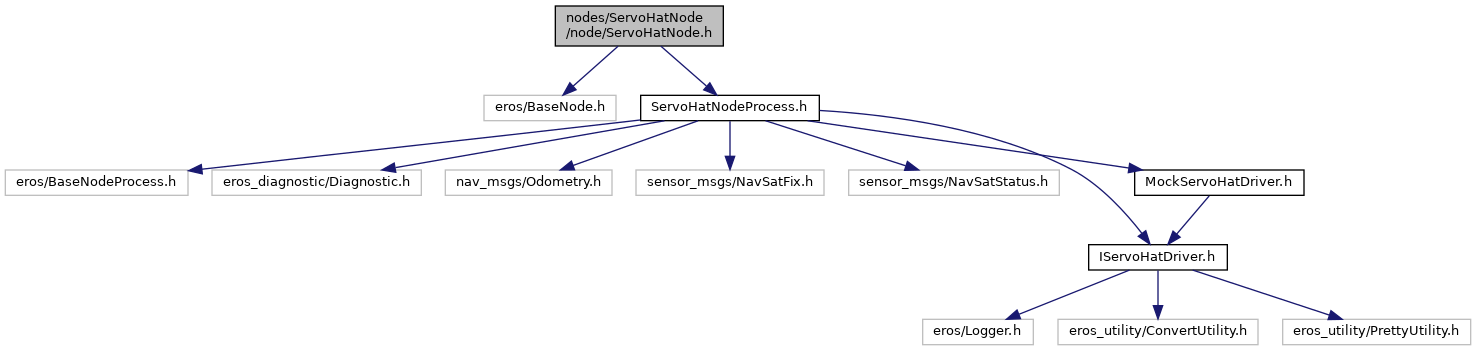 nodes/ServoHatNode
/node/ServoHatNode.h
eros/BaseNode.h
ServoHatNodeProcess.h
eros/BaseNodeProcess.h
eros_diagnostic/Diagnostic.h
nav_msgs/Odometry.h
sensor_msgs/NavSatFix.h
sensor_msgs/NavSatStatus.h
MockServoHatDriver.h
IServoHatDriver.h
eros/Logger.h
eros_utility/ConvertUtility.h
eros_utility/PrettyUtility.h